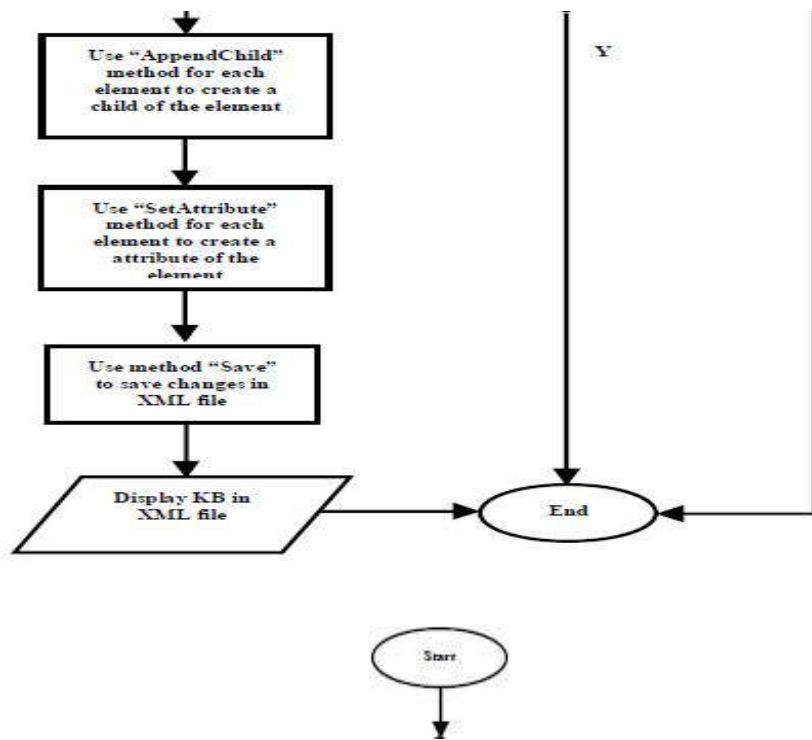 Use “AppendChild”
method for each
element to create a
child of the element
Y
Use “SetAttribute”
method for each
element to create a
attribute of the
element
Use method “Save”
to save changes in
XML file
Display KB in
XML file
End
Start